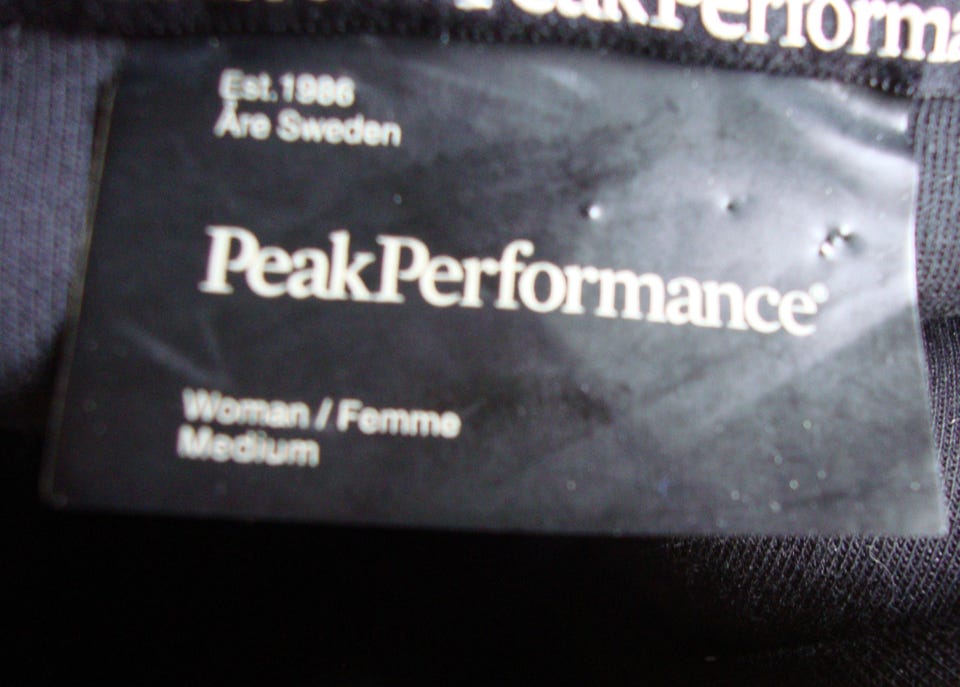 PeakPerforma
Est.1986
Åre Sweden
PeakPerformance®
Woman / Femme
Medium